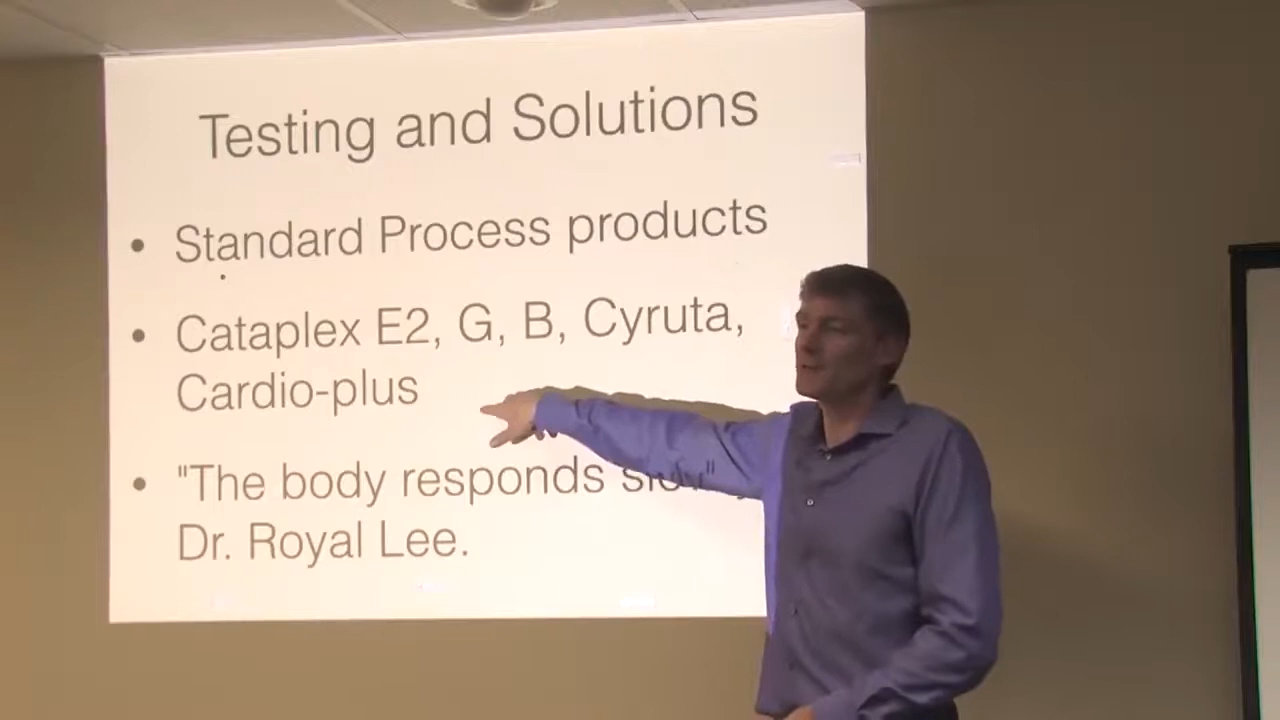 Testing and Solutions
• Standard Process products
• Cataplex E2, G, B, Cyruta,
Cardio-plus
• "The body responds
Dr. Royal Lee.